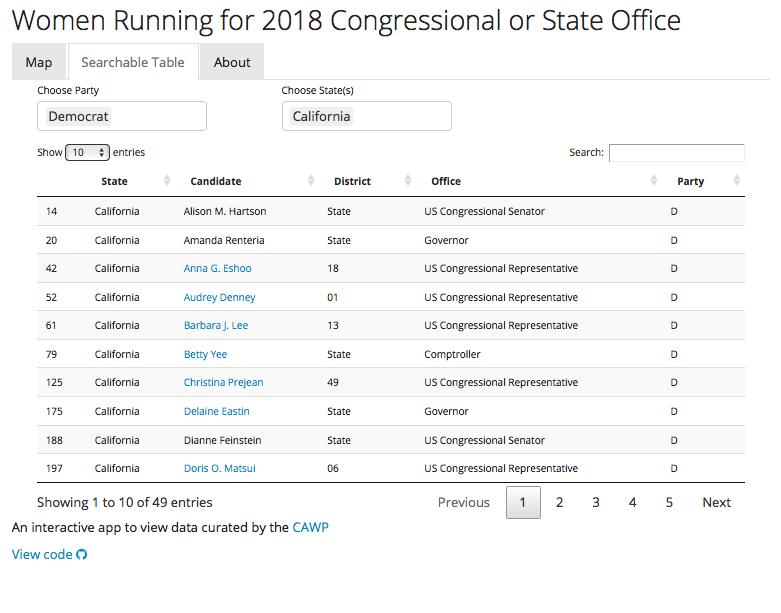 Women Running for 2018 Congressional or State Office
Map Searchable Table About
Choose Party Choose State(s)
Democrat California
Show 10 entries Search:
State Candidate District Office Party
14 California Alison M. Hartson State US Congressional Senator D
20 California Amanda Renteria State Governor D
42 California Anna G. Eshoo 18 US Congressional Representative D
52 California Audrey Denney 01 US Congressional Representative D
61 California Barbara J. Lee 13 US Congressional Representative D
79 California Betty Yee State Comptroller D
125 California Christina Prejean 49 US Congressional Representative D
175 California Delaine Eastin State Governor D
188 California Dianne Feinstein State US Congressional Senator D
197 California Doris O. Matsui 06 US Congressional Representative D
Showing 1 to 10 of 49 entries Previous 1 2 3 4 5 Next
An interactive app to view data curated by the CAWP
View code